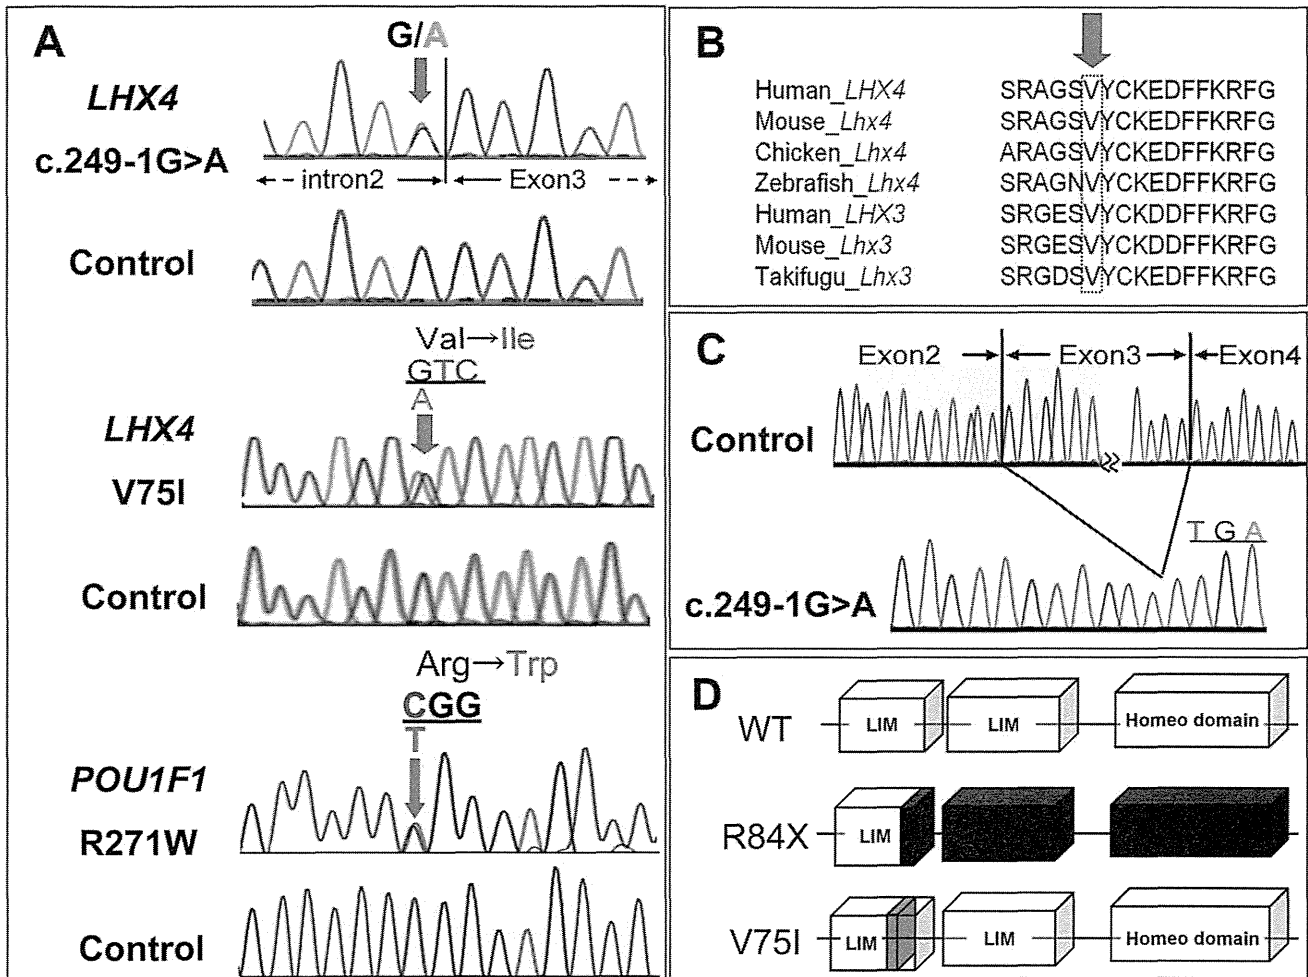 A
G/A
LHX4
c.249-1G>A
intron2
Exon3
Control
Val→Ile
GTC
A
LHX4
V75I
Control
Arg→Trp
CGG
T
POU1F1
R271W
Control
B
Human_LHX4 SRAGSVYCKEDFFKRFG
Mouse_Lhx4 SRAGSVYCKEDFFKRFG
Chicken_Lhx4 ARAGSVYCKEDFFKRFG
Zebrafish_Lhx4 SRAGNVYCKEDFFKRFG
Human_LHX3 SRGESVYCKDDFFKRFG
Mouse_Lhx3 SRGESVYCKDDFFKRFG
Takifugu_Lhx3 SRGDSVYCKEDFFKRFG
C
Exon2
Exon3
Exon4
Control
TGA
c.249-1G>A
D
WT
LIM
LIM
Homeo domain
R84X
LIM
V75I
LIM
LIM
Homeo domain